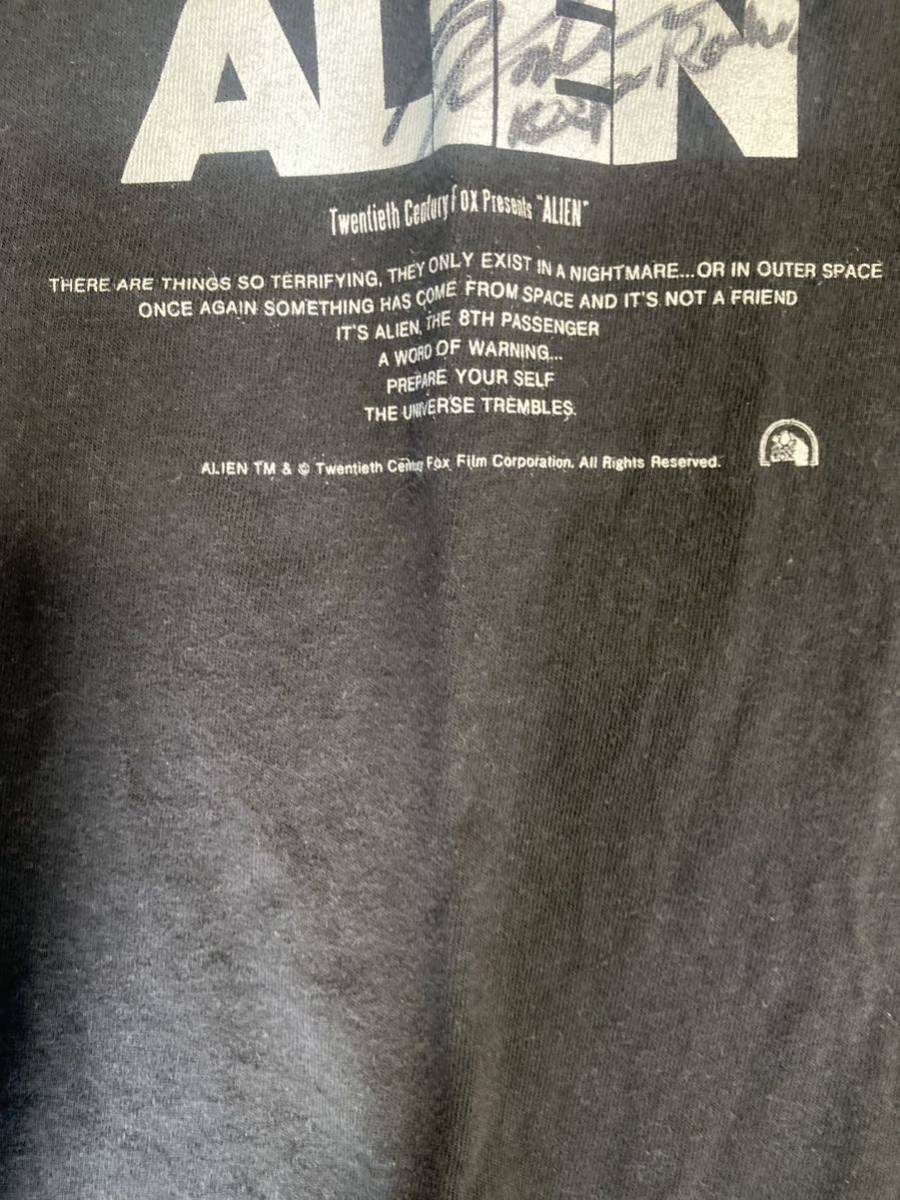 ALIEN
Twentieth Century Fox Presents "ALIEN"
THERE ARE THINGS SO TERRIFYING, THEY ONLY EXIST IN A NIGHTMARE...OR IN OUTER SPACE
ONCE AGAIN SOMETHING HAS COME FROM SPACE AND IT'S NOT A FRIEND
IT'S ALIEN, THE 8TH PASSENGER
A WORD OF WARNING...
PREPARE YOUR SELF
THE UNIVERSE TREMBLES.
ALIEN TM & © Twentieth Century Fox Film Corporation. All Rights Reserved.